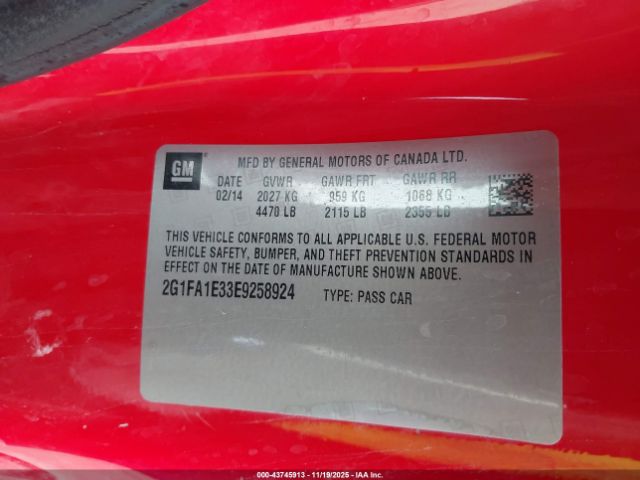 GM
MFD BY GENERAL MOTORS OF CANADA LTD.
DATE GVWR GAWR FRT GAWR RR
02/14 2027 KG 959 KG 1068 KG
4470 LB 2115 LB 2355 LB
THIS VEHICLE CONFORMS TO ALL APPLICABLE U.S. FEDERAL MOTOR
VEHICLE SAFETY, BUMPER, AND THEFT PREVENTION STANDARDS IN
EFFECT ON THE DATE OF MANUFACTURE SHOWN ABOVE.
2G1FA1E33E9258924 TYPE: PASS CAR
000-43745913 - 11/19/2025 - IAA Inc.